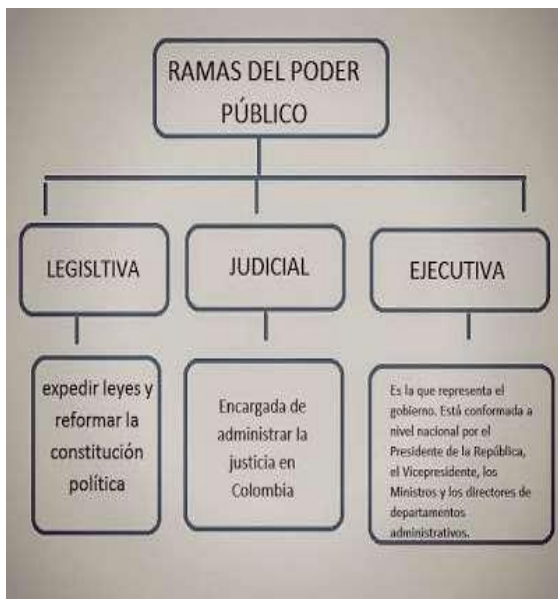 RAMAS DEL PODER
PÚBLICO
LEGISLTIVA
JUDICIAL
EJECUTIVA
expedir leyes y
reformar la
constitución
política
Encargada de
administrar la
justicia en
Colombia
Es la que representa el
gobierno. Está conformada a
nivel nacional por el
Presidente de la República,
el Vicepresidente, los
Ministros y los directores de
departamentos
administrativos.